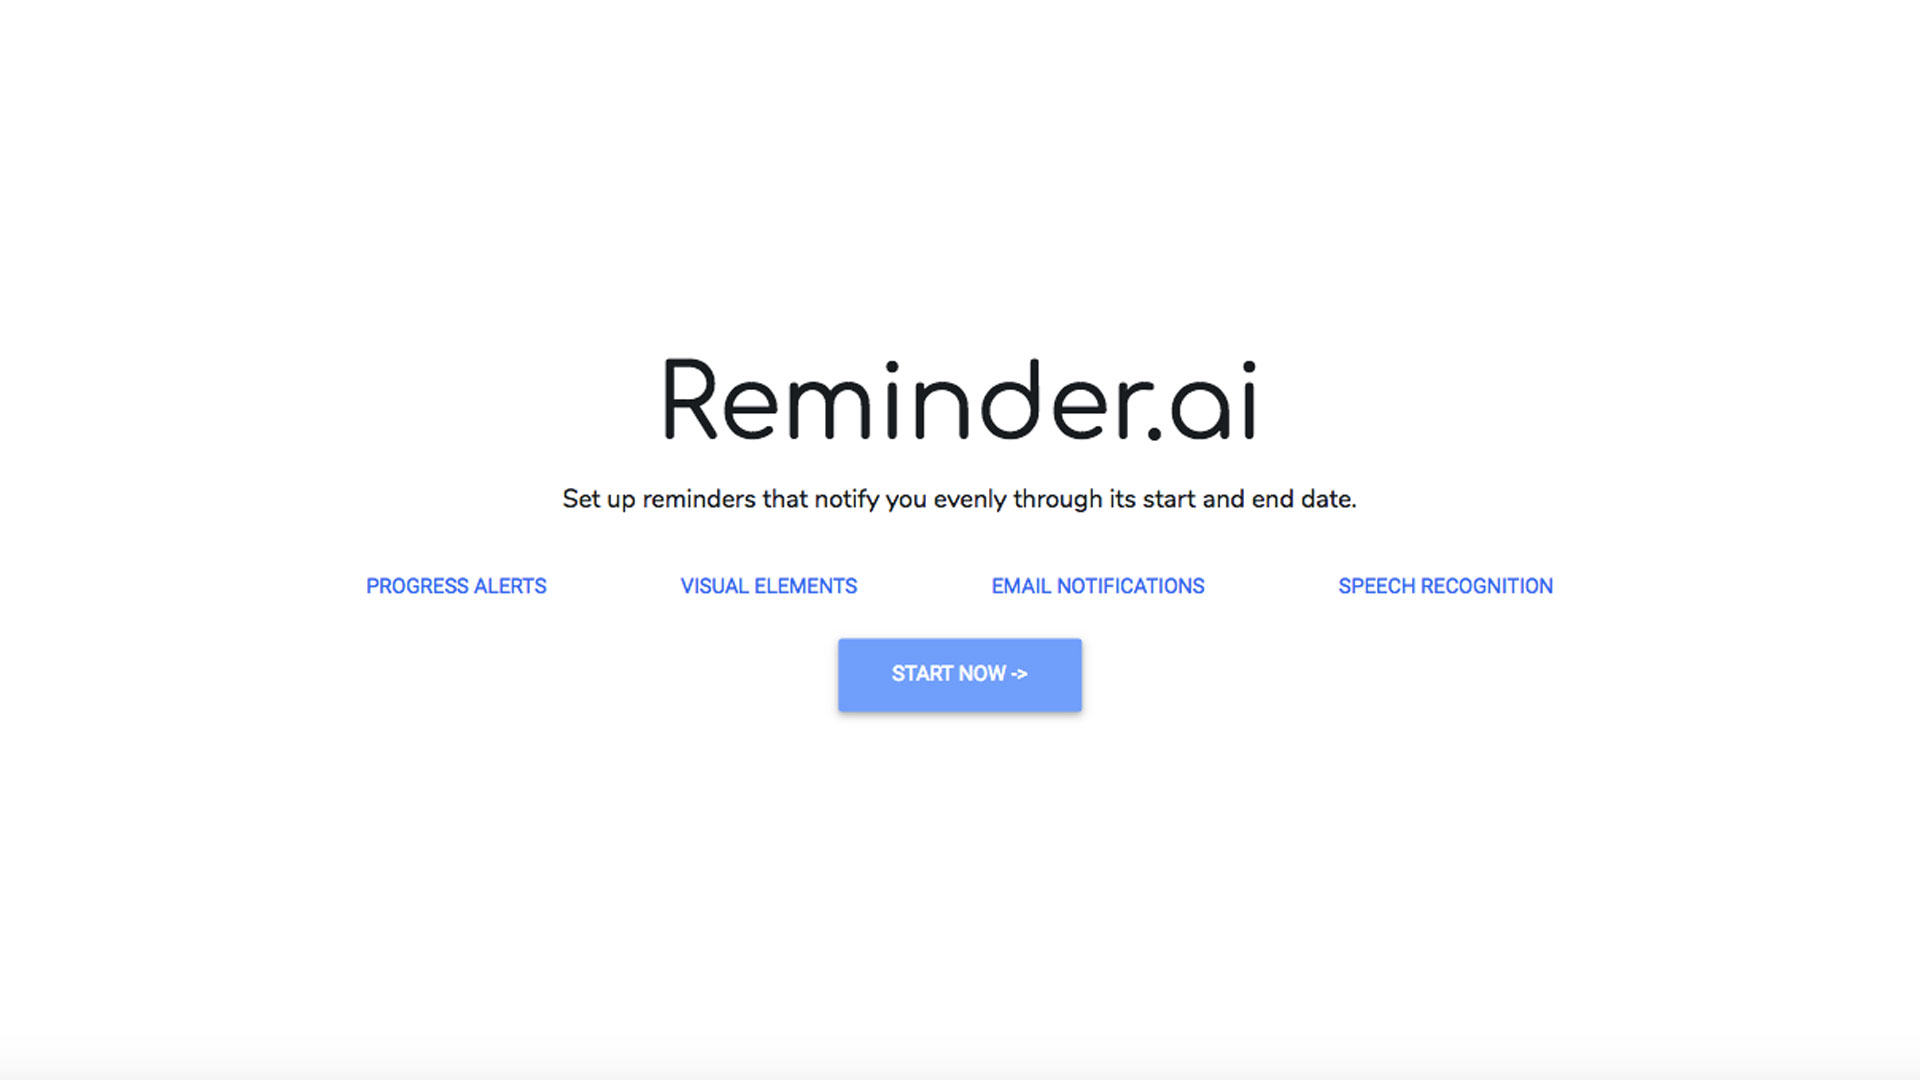 Reminder.ai
Set up reminders that notify you evenly through its start and end date.
PROGRESS ALERTS VISUAL ELEMENTS EMAIL NOTIFICATIONS SPEECH RECOGNITION
START NOW ->